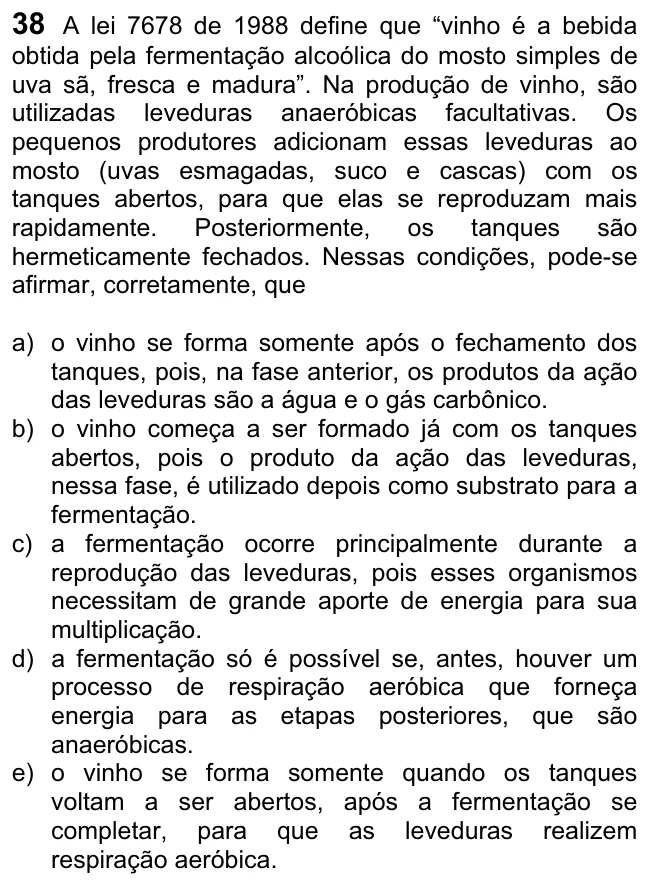 38 A lei 7678 de 1988 define que “vinho é a bebida
obtida pela fermentação alcoólica do mosto simples de
uva sã, fresca e madura”. Na produção de vinho, são
utilizadas leveduras anaeróbicas facultativas. Os
pequenos produtores adicionam essas leveduras ao
mosto (uvas esmagadas, suco e cascas) com os
tanques abertos, para que elas se reproduzam mais
rapidamente. Posteriormente, os tanques são
hermeticamente fechados. Nessas condições, pode-se
afirmar, corretamente, que
a) o vinho se forma somente após o fechamento dos
tanques, pois, na fase anterior, os produtos da ação
das leveduras são a água e o gás carbônico.
b) o vinho começa a ser formado já com os tanques
abertos, pois o produto da ação das leveduras,
nessa fase, é utilizado depois como substrato para a
fermentação.
c) a fermentação ocorre principalmente durante a
reprodução das leveduras, pois esses organismos
necessitam de grande aporte de energia para sua
multiplicação.
d) a fermentação só é possível se, antes, houver um
processo de respiração aeróbica que forneça
energia para as etapas posteriores, que são
anaeróbicas.
e) o vinho se forma somente quando os tanques
voltam a ser abertos, após a fermentação se
completar, para que as leveduras realizem
respiração aeróbica.